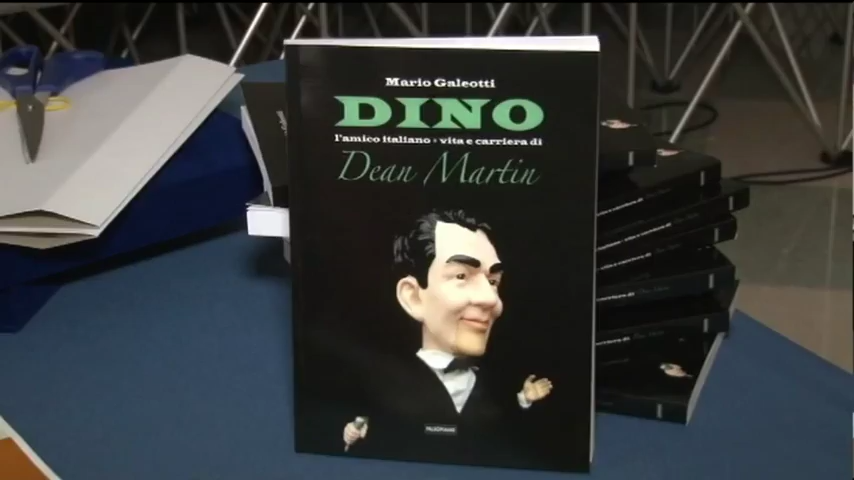 Mario Galeotti
DINO
l'amico italiano · vita e carriera di
Dean Martin